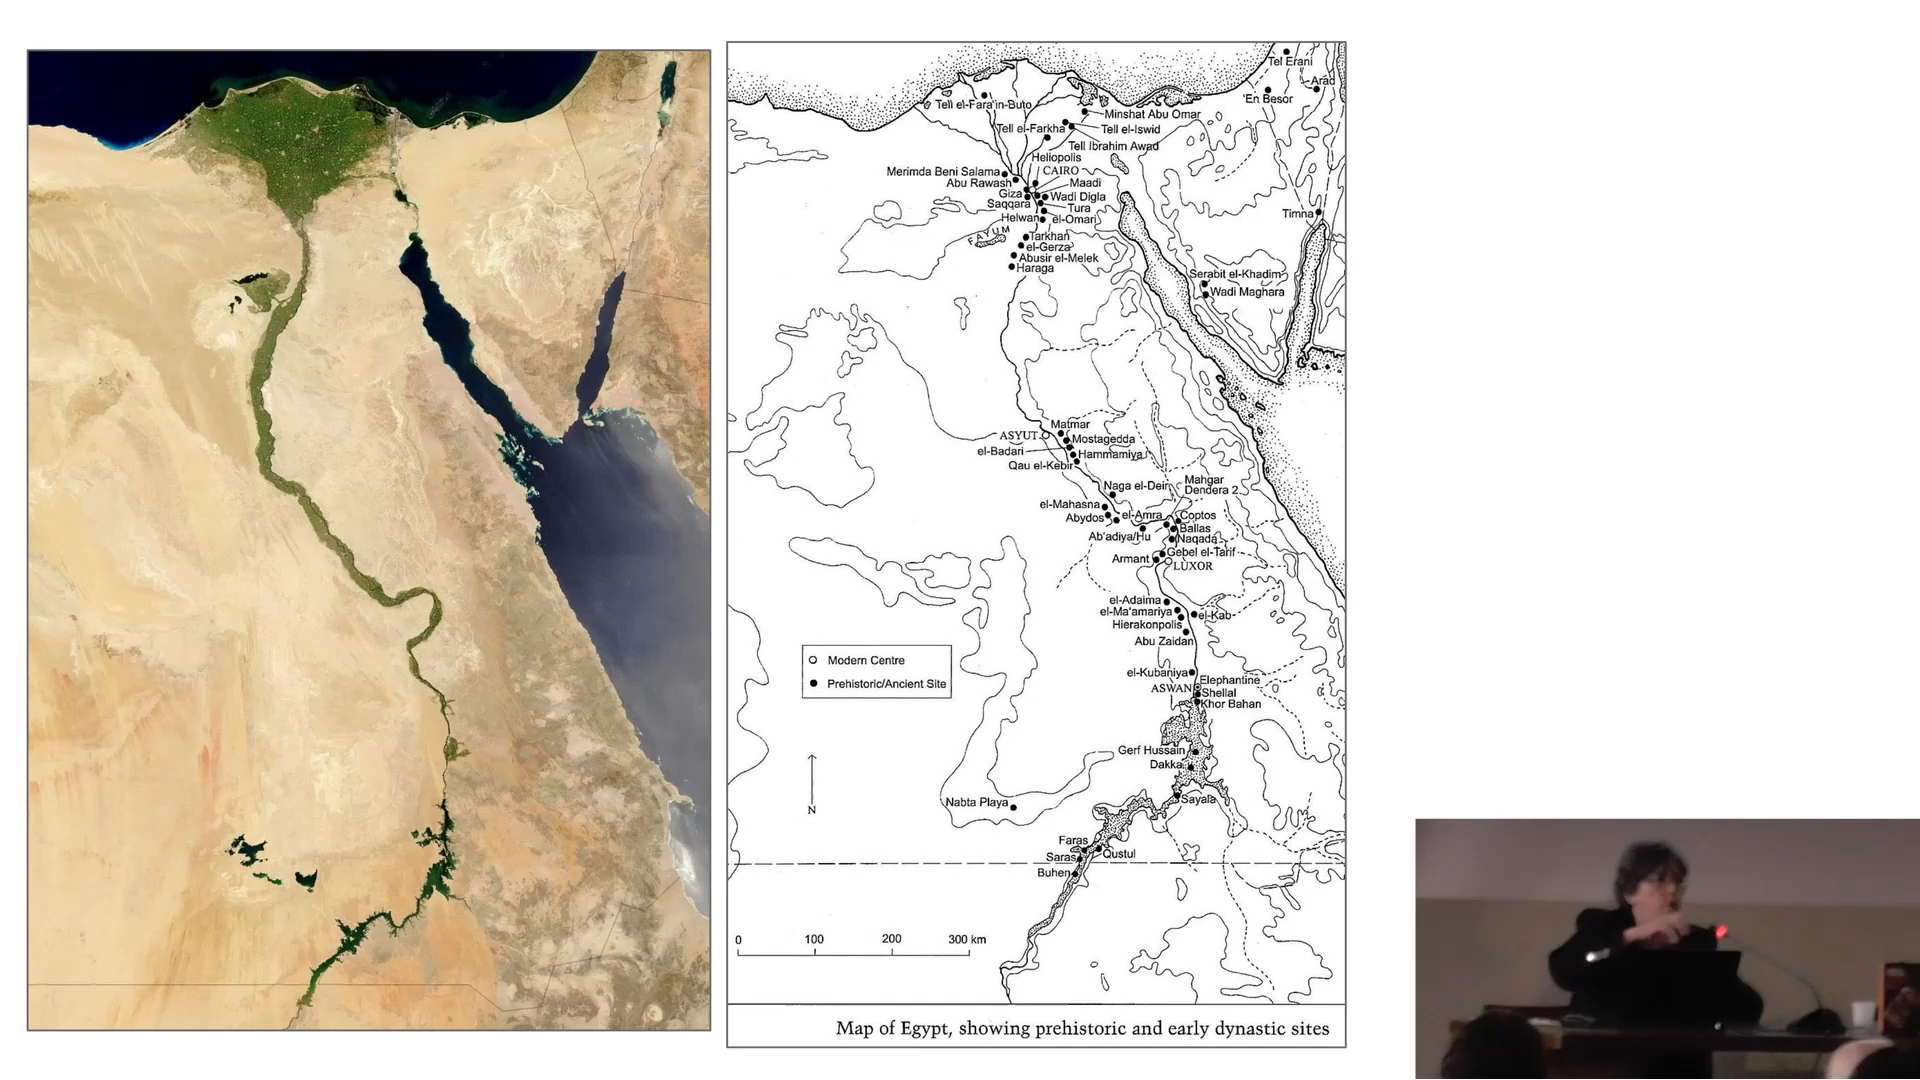 Tel Erani
Arad
'En Besor
Tell el-Fara'in-Buto
Minshat Abu Omar
Tell el-Farkha
Tell el-Iswid
Tell Ibrahim Awad
Heliopolis
Merimda Beni Salama
CAIRO
Abu Rawash
Maadi
Giza
Wadi Digla
Saqqara
Tura
Helwan
el-Omari
Timna
FAYUM
Tarkhan
el-Gerza
Abusir el-Melek
Haraga
Serabit el-Khadim
Wadi Maghara
Matmar
ASYUT
Mostagedda
el-Badari
Hammamiya
Qau el-Kebir
Naga el-Deir
Mahgar
Dendera 2
el-Mahasna
Abydos
el-Amra
Coptos
Ballas
Ab'adiya/Hu
Naqada
Gebel el-Tarif
Armant
LUXOR
el-Adaima
el-Ma'amariya
el-Kab
Hierakonpolis
Abu Zaidan
Modern Centre
Prehistoric/Ancient Site
el-Kubaniya
Elephantine
ASWAN
Shellal
Khor Bahan
Gerf Hussain
Dakka
Sayala
Nabta Playa
N
Faras
Qustul
Saras
Buhen
0 100 200 300 km
Map of Egypt, showing prehistoric and early dynastic sites